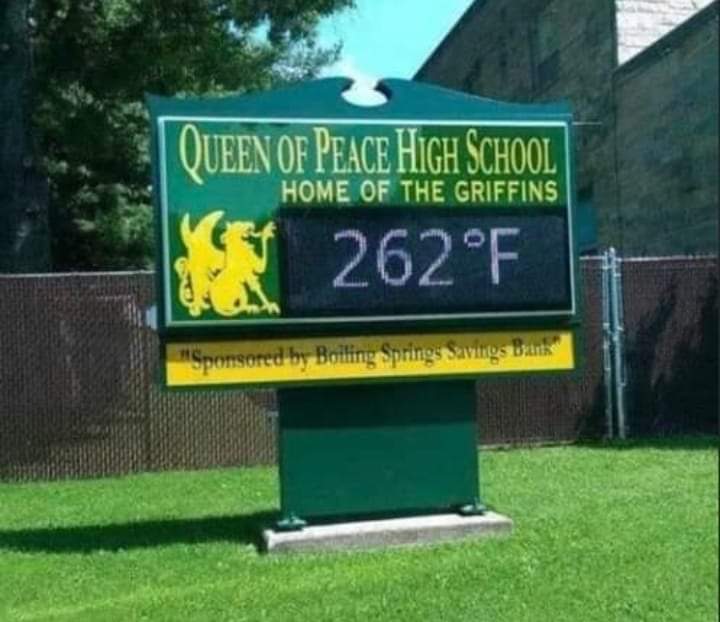 QUEEN OF PEACE HIGH SCHOOL
HOME OF THE GRIFFINS
262°F
"Sponsored by Boiling Springs Savings Bank"